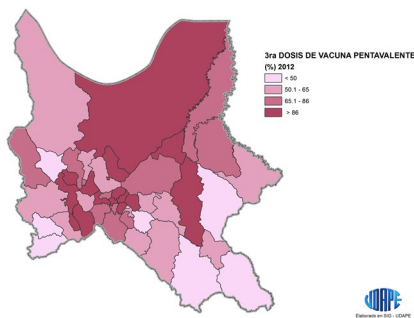 3ra DOSIS DE VACUNA PENTAVALENTE
(%) 2012
< 50
50.1 - 65
65.1 - 86
> 86
UDAPE
Elaborado en SIG - UDAPE